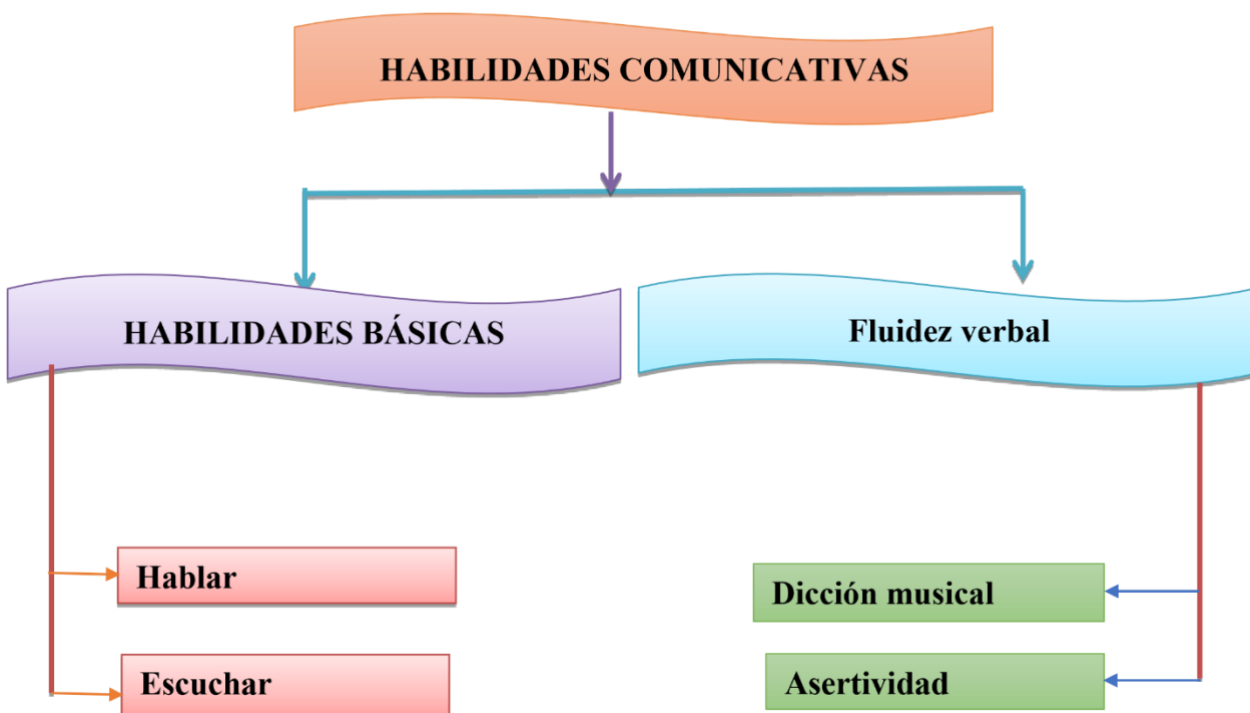 HABILIDADES COMUNICATIVAS
HABILIDADES BÁSICAS
Fluidez verbal
Hablar
Escuchar
Dicción musical
Asertividad